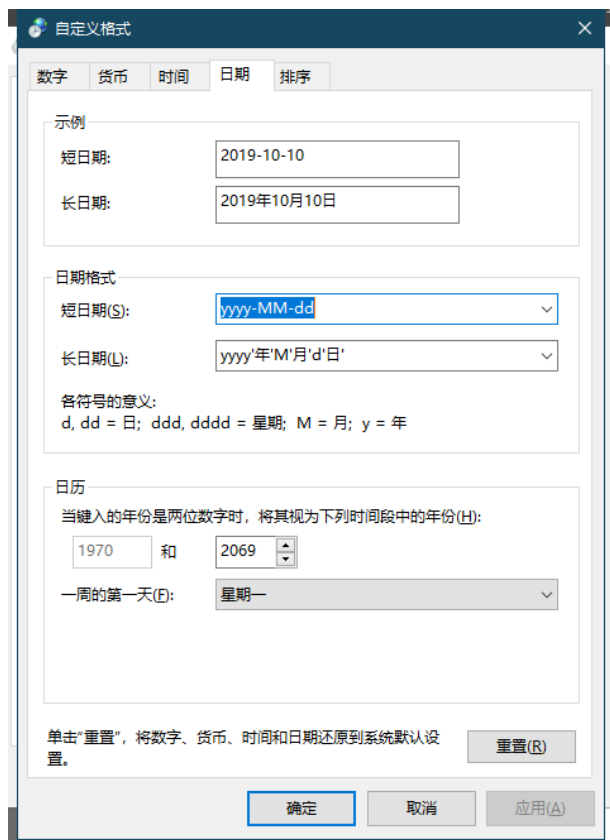 自定义格式
数字 货币 时间 日期 排序
示例
短日期: 2019-10-10
长日期: 2019年10月10日
日期格式
短日期(S): yyyy-MM-dd
长日期(L): yyyy'年'M'月'd'日'
各符号的意义:
d, dd = 日; ddd, dddd = 星期; M = 月; y = 年
日历
当键入的年份是两位数字时，将其视为下列时间段中的年份(H):
1970 和 2069
一周的第一天(F): 星期一
单击“重置”，将数字、货币、时间和日期还原到系统默认设
置。
重置(R)
确定 取消 应用(A)